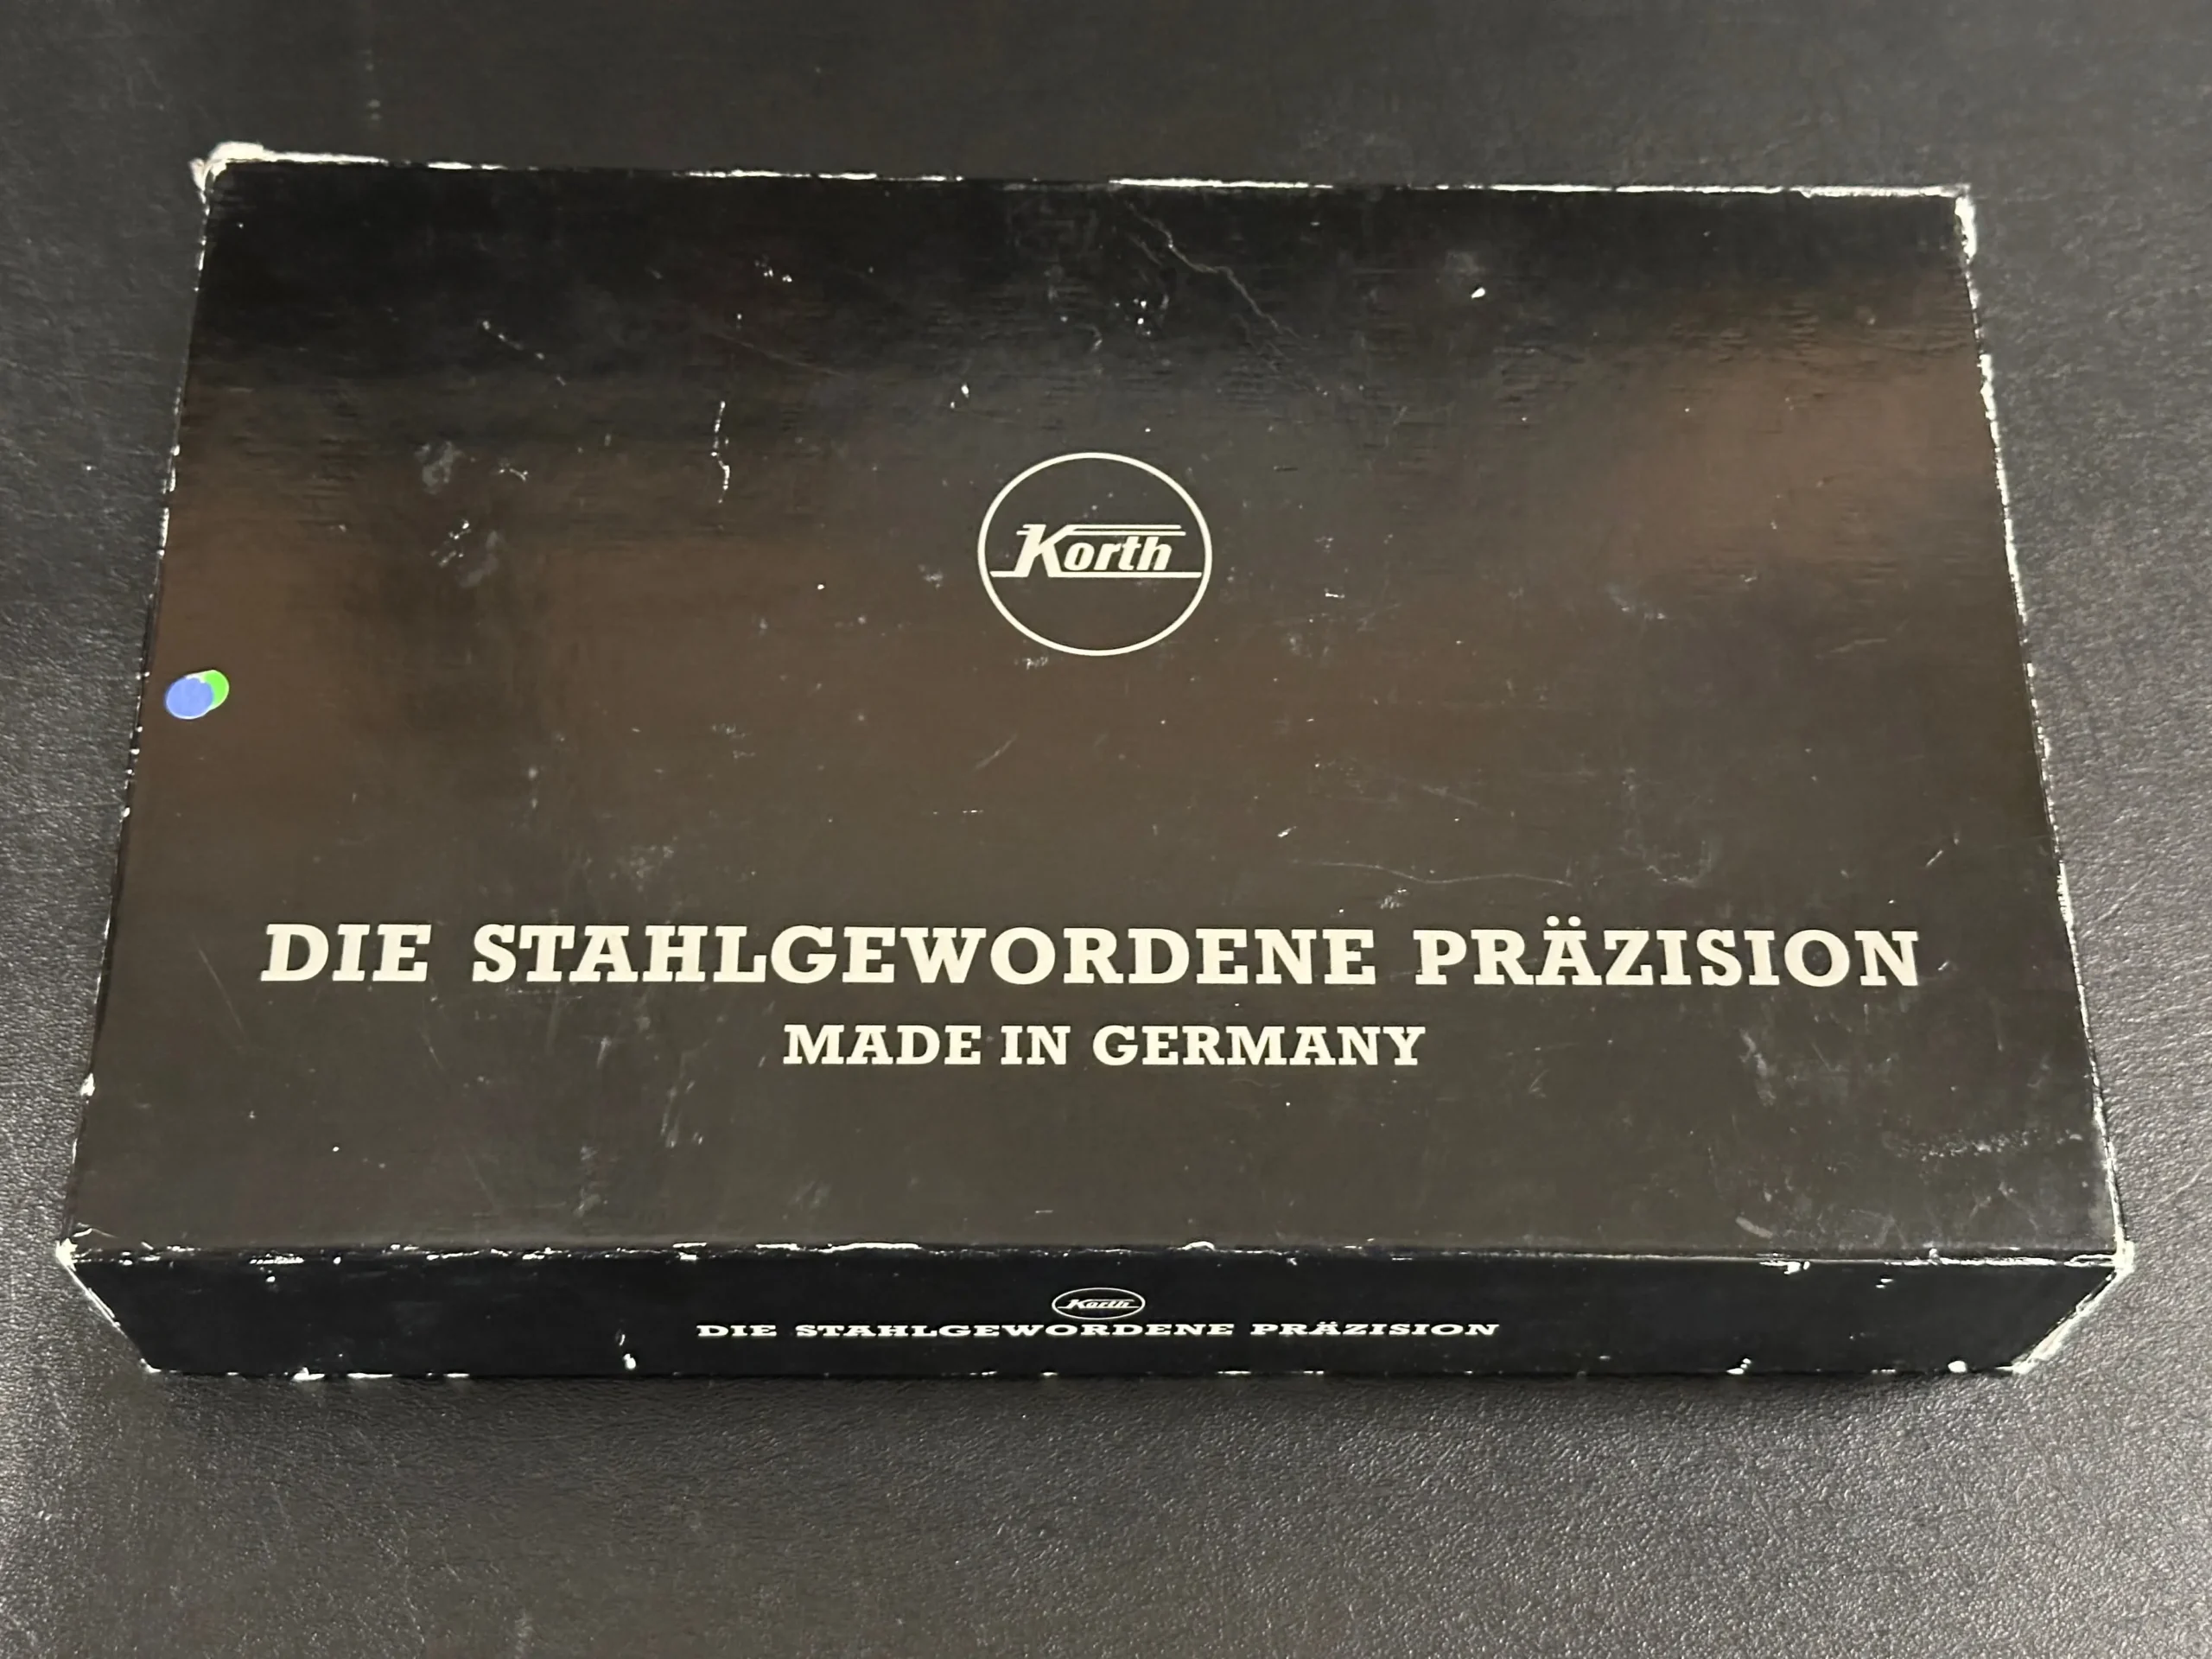 Korth
DIE STAHLGEWORDENE PRÄZISION
MADE IN GERMANY
Korth
DIE STAHLGEWORDENE PRÄZISION